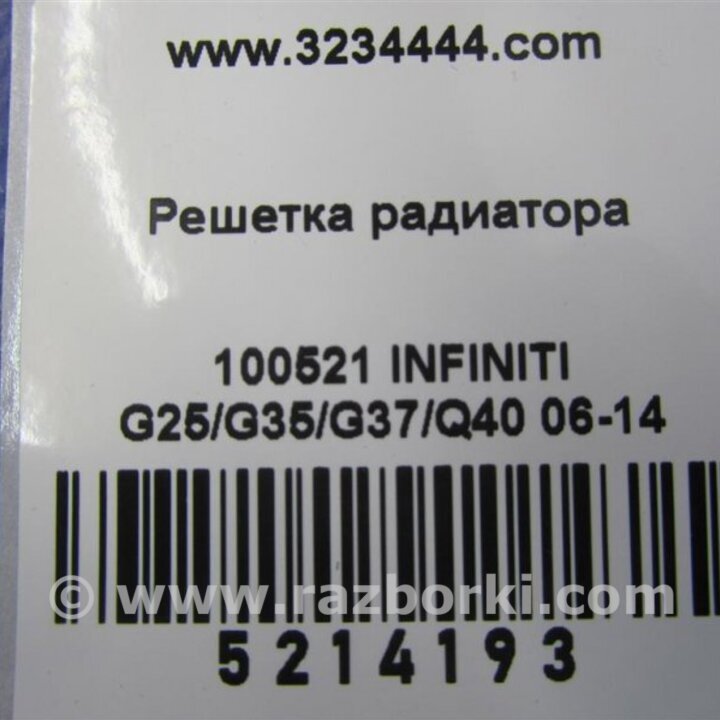 www.3234444.com
Решетка радиатора
100521 INFINITI
G25/G35/G37/Q40 06-14
© www.razborki.com
5214193